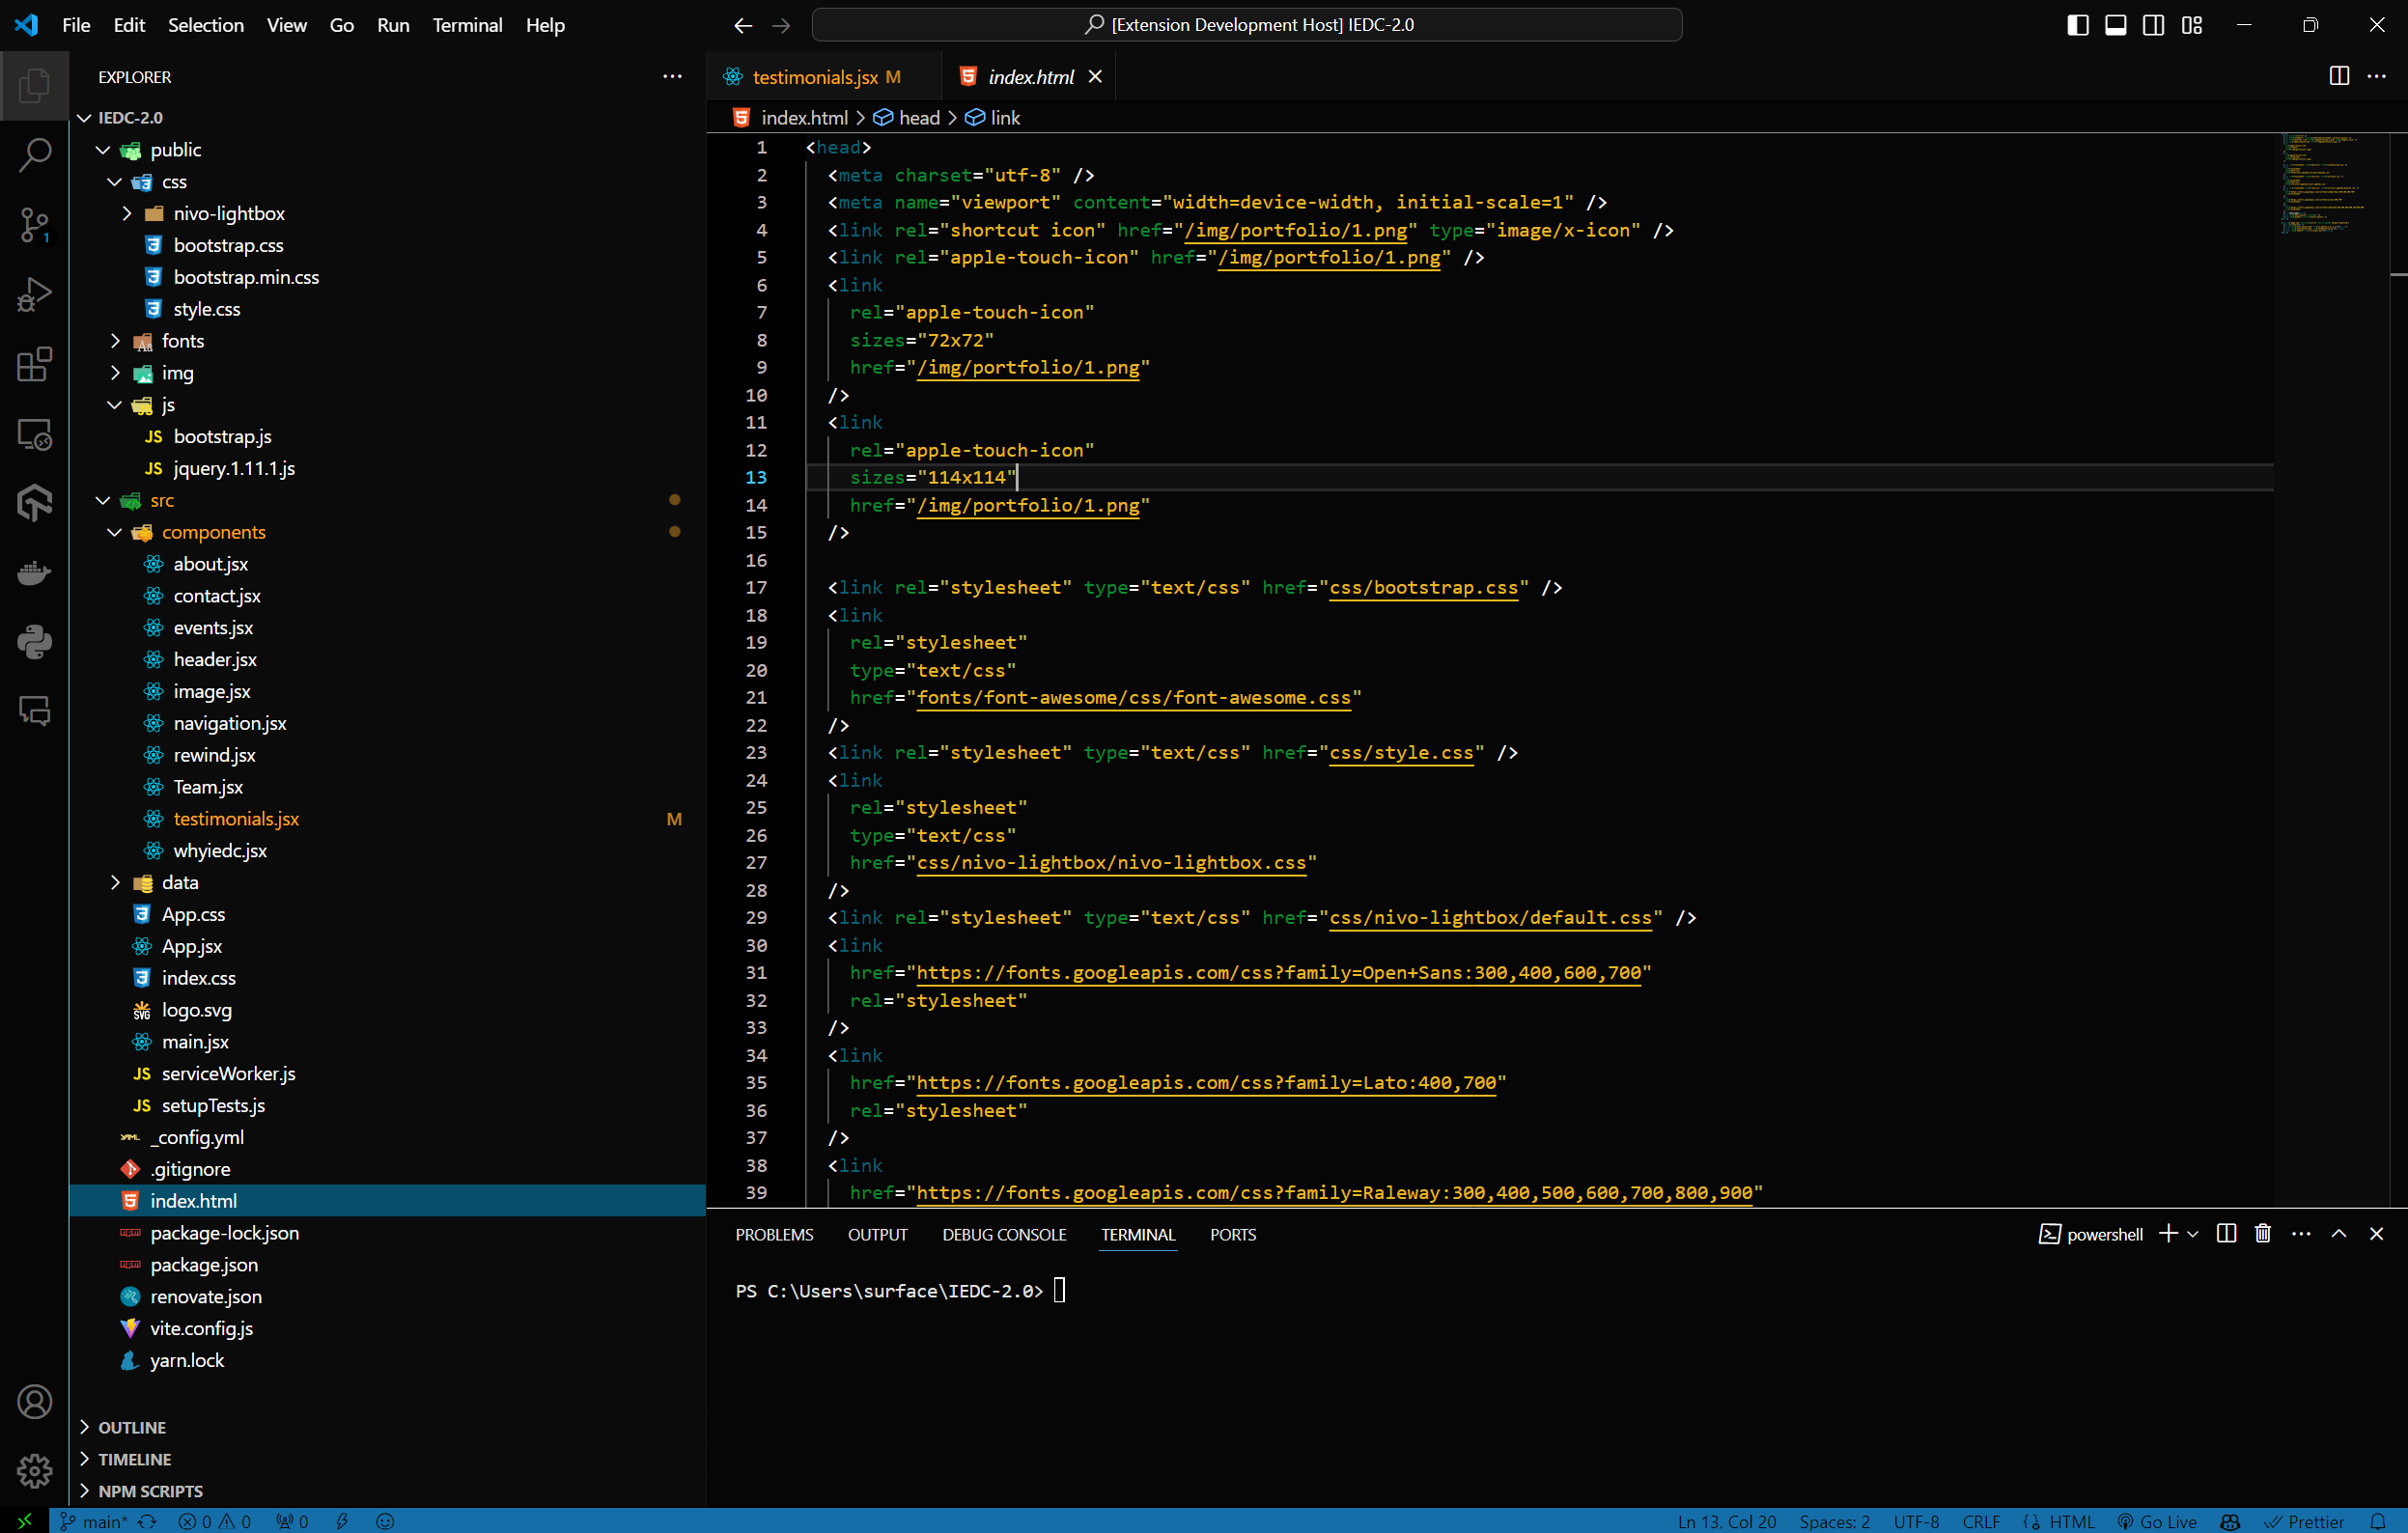 File Edit Selection View Go Run Terminal Help
[Extension Development Host] IEDC-2.0
EXPLORER
IEDC-2.0
public
css
nivo-lightbox
bootstrap.css
bootstrap.min.css
style.css
fonts
img
js
JS bootstrap.js
JS jquery.1.11.1.js
src
components
about.jsx
contact.jsx
events.jsx
header.jsx
image.jsx
navigation.jsx
rewind.jsx
Team.jsx
testimonials.jsx M
whyiedc.jsx
data
App.css
App.jsx
index.css
logo.svg
main.jsx
JS serviceWorker.js
JS setupTests.js
_config.yml
.gitignore
index.html
package-lock.json
package.json
renovate.json
vite.config.js
yarn.lock
OUTLINE
TIMELINE
NPM SCRIPTS
testimonials.jsx M index.html
index.html > head > link
1 <head>
2 <meta charset="utf-8" />
3 <meta name="viewport" content="width=device-width, initial-scale=1" />
4 <link rel="shortcut icon" href="/img/portfolio/1.png" type="image/x-icon" />
5 <link rel="apple-touch-icon" href="/img/portfolio/1.png" />
6 <link
7 rel="apple-touch-icon"
8 sizes="72x72"
9 href="/img/portfolio/1.png"
10 />
11 <link
12 rel="apple-touch-icon"
13 sizes="114x114"
14 href="/img/portfolio/1.png"
15 />
16
17 <link rel="stylesheet" type="text/css" href="css/bootstrap.css" />
18 <link
19 rel="stylesheet"
20 type="text/css"
21 href="fonts/font-awesome/css/font-awesome.css"
22 />
23 <link rel="stylesheet" type="text/css" href="css/style.css" />
24 <link
25 rel="stylesheet"
26 type="text/css"
27 href="css/nivo-lightbox/nivo-lightbox.css"
28 />
29 <link rel="stylesheet" type="text/css" href="css/nivo-lightbox/default.css" />
30 <link
31 href="https://fonts.googleapis.com/css?family=Open+Sans:300,400,600,700"
32 rel="stylesheet"
33 />
34 <link
35 href="https://fonts.googleapis.com/css?family=Lato:400,700"
36 rel="stylesheet"
37 />
38 <link
39 href="https://fonts.googleapis.com/css?family=Raleway:300,400,500,600,700,800,900"
PROBLEMS OUTPUT DEBUG CONSOLE TERMINAL PORTS
powershell
PS C:\Users\surface\IEDC-2.0>
main* 0 0 0
Ln 13, Col 20 Spaces: 2 UTF-8 CRLF HTML Go Live Prettier